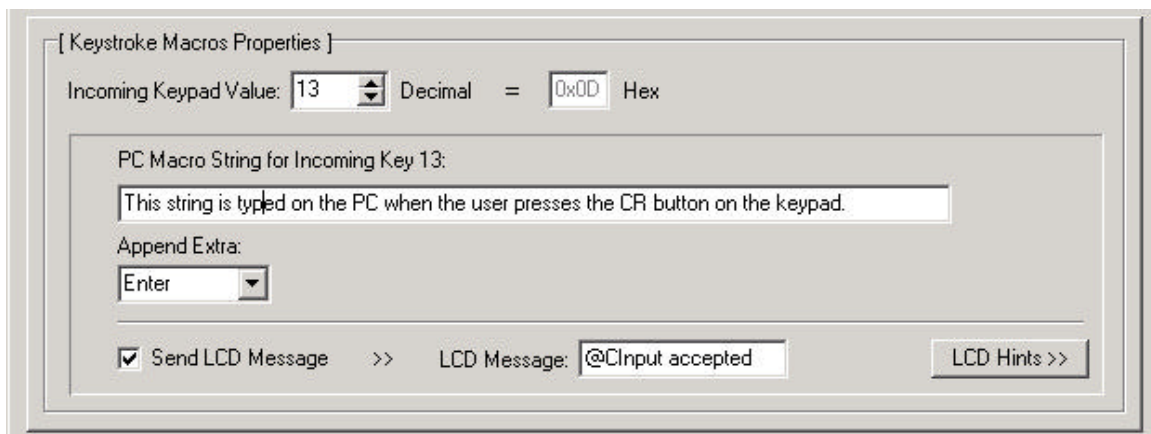 [ Keystroke Macros Properties ]
Incoming Keypad Value: 13 Decimal = 0x0D Hex
PC Macro String for Incoming Key 13:
This string is typed on the PC when the user presses the CR button on the keypad.
Append Extra:
Enter
Send LCD Message >> LCD Message: @CInput accepted LCD Hints >>